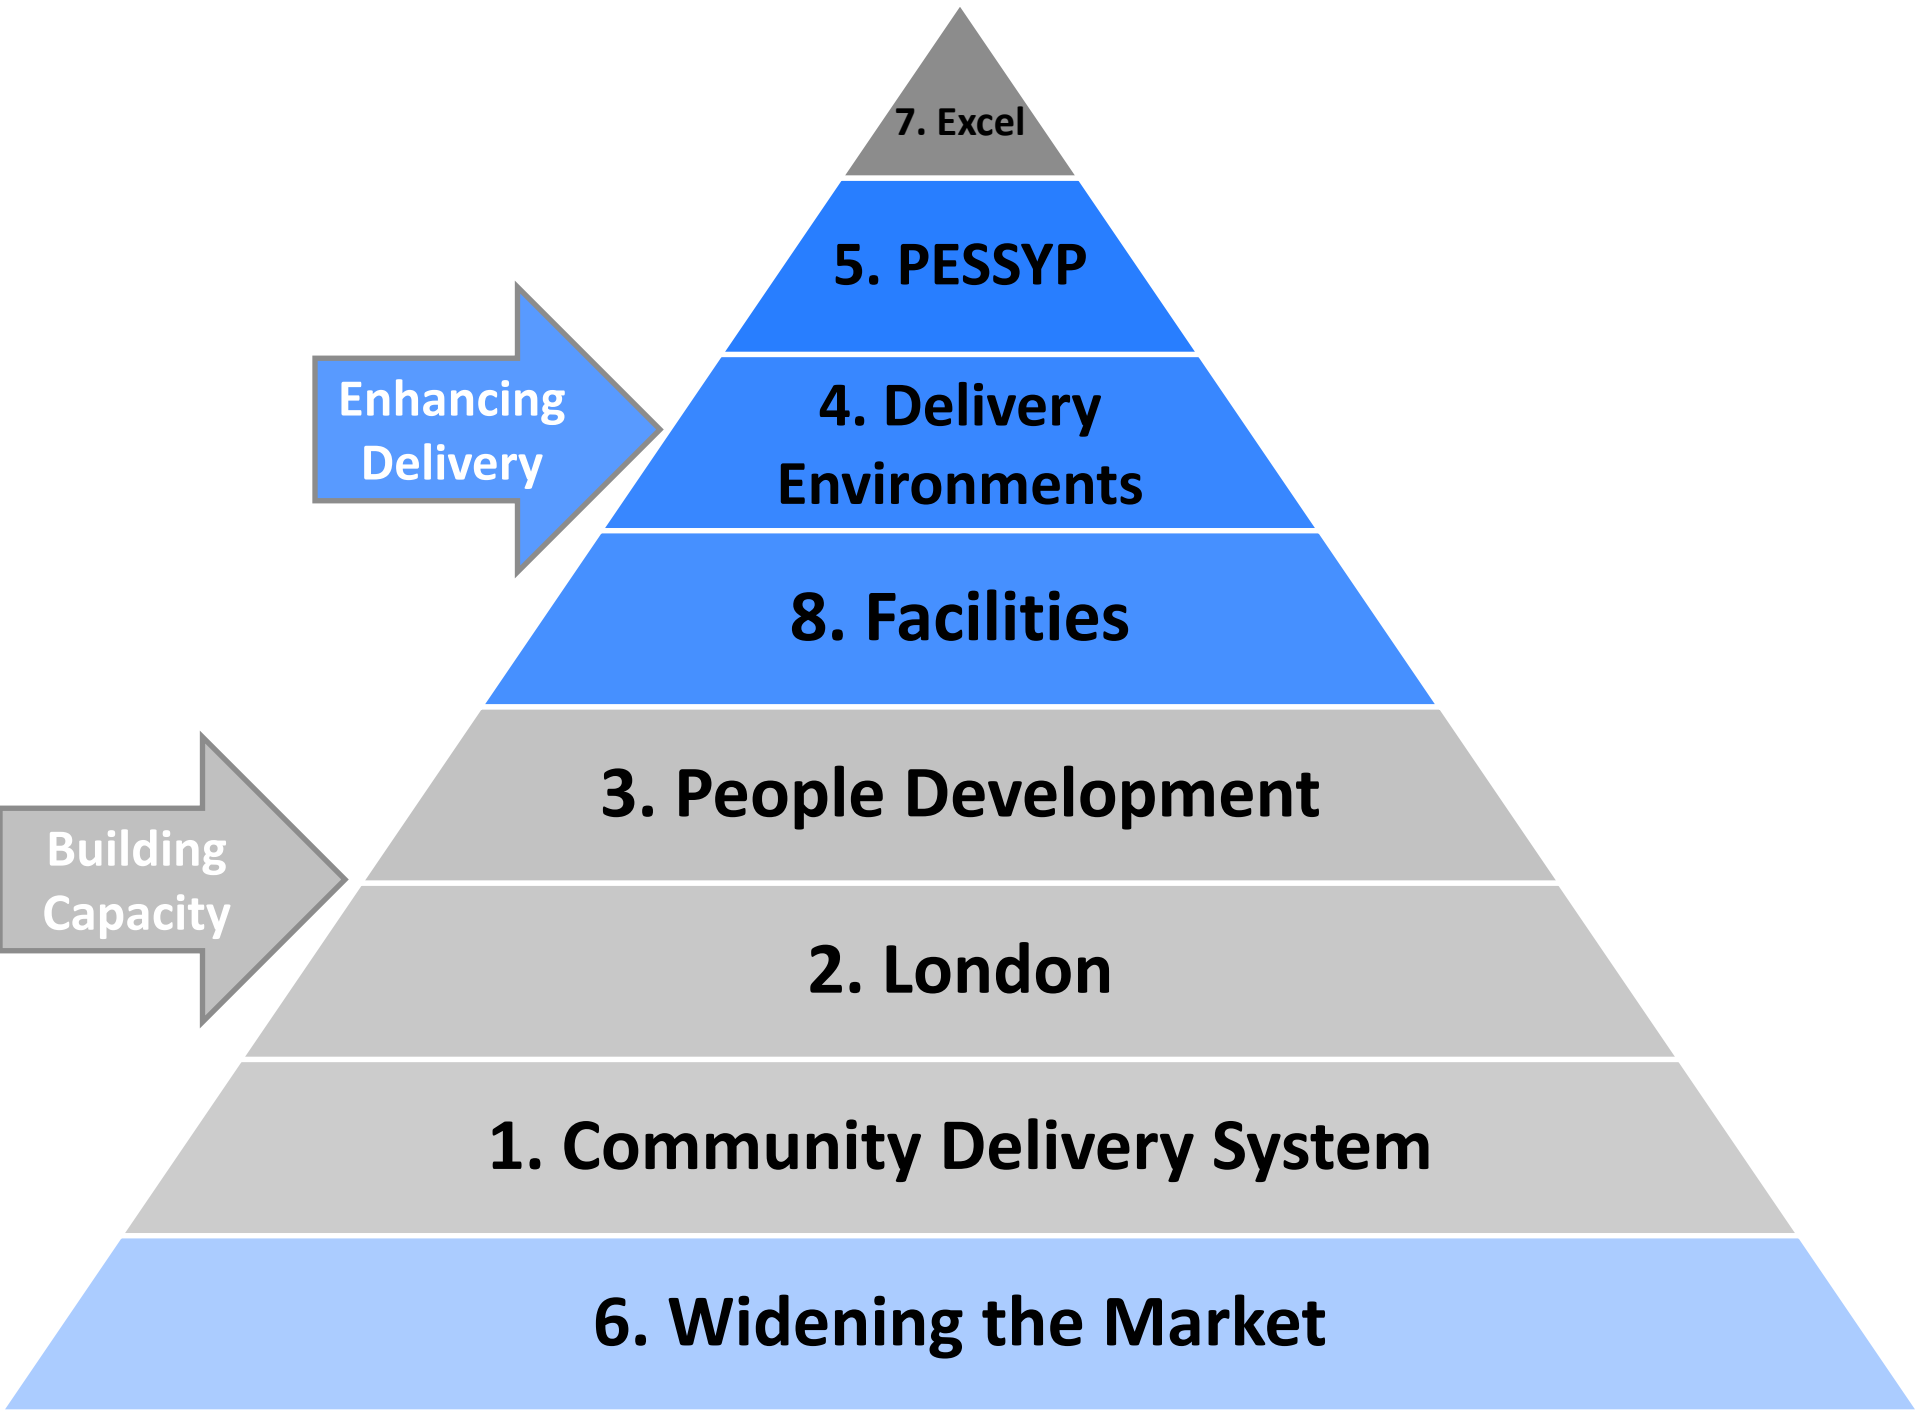 7. Excel
5. PESSYP
Enhancing
Delivery
4. Delivery
Environments
8. Facilities
3. People Development
Building
Capacity
2. London
1. Community Delivery System
6. Widening the Market